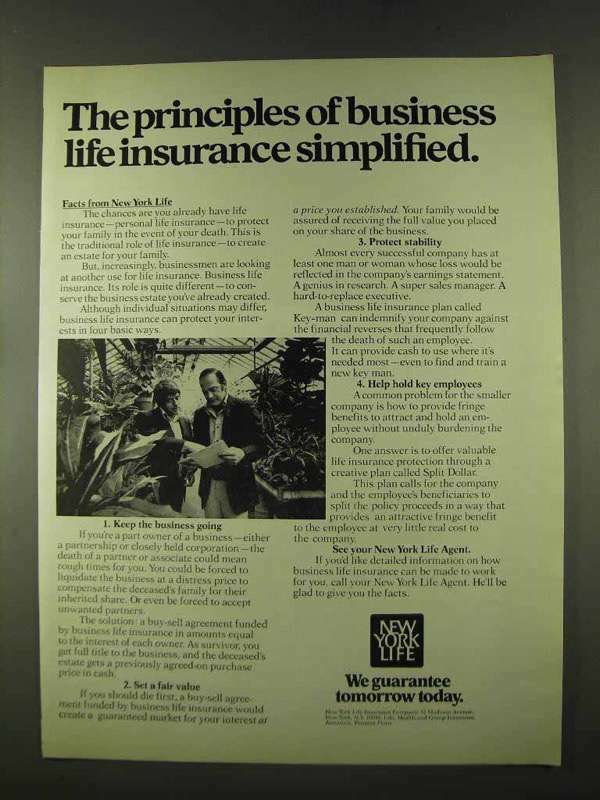 The principles of business
life insurance simplified.
Facts from New York Life
The chances are you already have life
insurance—personal life insurance—to protect
your family in the event of your death. This is
the traditional role of life insurance—to create
an estate for your family.
But, increasingly, businessmen are looking
at another use for life insurance. Business life
insurance. Its role is quite different—to con-
serve the business estate you've already created.
Although individual situations may differ,
business life insurance can protect your inter-
ests in four basic ways.
1. Keep the business going
If you're a part owner of a business—either
a partnership or closely held corporation—the
death of a partner or associate could mean
rough times for you. You could be forced to
liquidate the business at a distress price to
compensate the deceased's family for their
inherited share. Or even be forced to accept
unwanted partners.
The solution: a buy-sell agreement funded
by business life insurance in amounts equal
to the interest of each owner. As survivor, you
get full title to the business, and the deceased's
estate gets a previously agreed-on purchase
price in cash.
2. Set a fair value
If you should die first, a buy-sell agree-
ment funded by business life insurance would
create a guaranteed market for your interest at
a price you established. Your family would be
assured of receiving the full value you placed
on your share of the business.
3. Protect stability
Almost every successful company has at
least one man or woman whose loss would be
reflected in the company's earnings statement.
A genius in research. A super sales manager. A
hard-to-replace executive.
A business life insurance plan called
Key-man can indemnify your company against
the financial reverses that frequently follow
the death of such an employee.
It can provide cash to use where it's
needed most—even to find and train a
new key man.
4. Help hold key employees
A common problem for the smaller
company is how to provide fringe
benefits to attract and hold an em-
ployee without unduly burdening the
company.
One answer is to offer valuable
life insurance protection through a
creative plan called Split Dollar.
This plan calls for the company
and the employee's beneficiaries to
split the policy proceeds in a way that
provides an attractive fringe benefit
to the employee at very little real cost to
the company.
See your New York Life Agent.
If you'd like detailed information on how
business life insurance can be made to work
for you, call your New York Life Agent. He'll be
glad to give you the facts.
NEW
YORK
LIFE
We guarantee
tomorrow today.
New York Life Insurance Company, 51 Madison Avenue,
New York, N.Y. 10010. Life, Health and Group Insurance,
Annuities, Pension Plans.